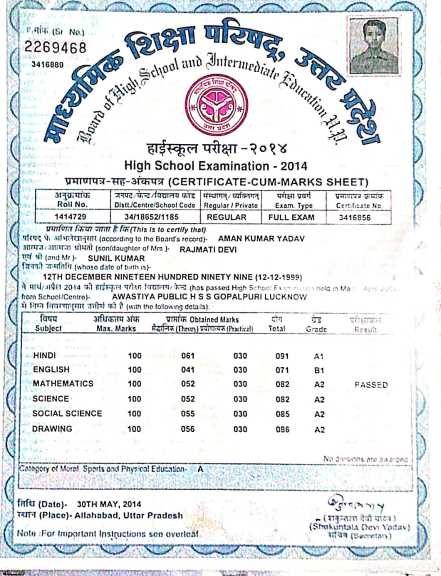 माध्यमिक शिक्षा परिषद्, उत्तर प्रदेश
Board of High School and Intermediate Education U.P.
(Sr No.)
2269468
3416889
हाईस्कूल परीक्षा - २०१४
High School Examination - 2014
प्रमाणपत्र-सह-अंकपत्र (CERTIFICATE-CUM-MARKS SHEET)
अनुक्रमांक जनपद/केन्द्र/विद्यालय कोड संस्थागत/व्यक्तिगत परीक्षा प्रवर्ग प्रमाणपत्र क्रमांक
Roll No. Distt./Centre/School Code Regular / Private Exam. Type Certificate No
1414729 34/18652/1185 REGULAR FULL EXAM 3416856
प्रमाणित किया जाता है कि (This is to certify that)
परिषद् के अभिलेखानुसार (according to the Board's record)- AMAN KUMAR YADAV
आत्मज/आत्मजा श्रीमती (son/daughter of Mrs.)- RAJMATI DEVI
एवं श्री (and Mr.)- SUNIL KUMAR
जिनकी जन्मतिथि (whose date of birth is)-
12TH DECEMBER NINETEEN HUNDRED NINETY NINE (12-12-1999)
ने मार्च/अप्रैल 2014 की हाईस्कूल परीक्षा विद्यालय/केन्द्र (has passed High School held in
from School/Centre)- AWASTIYA PUBLIC H S S GOPALPURI LUCKNOW
से निम्न विवरणानुसार उत्तीर्ण की है (with the following details)
विषय अधिकतम अंक प्राप्तांक Obtained Marks योग ग्रेड परीक्षाफल
Subject Max. Marks सैद्धान्तिक (Theory) प्रयोगात्मक (Practical) Total Grade Result
HINDI 100 061 030 091 A1
ENGLISH 100 041 030 071 B1
MATHEMATICS 100 052 030 082 A2 PASSED
SCIENCE 100 052 030 082 A2
SOCIAL SCIENCE 100 055 030 085 A2
DRAWING 100 056 030 086 A2
No divisions are awarded
Category of Moral Sports and Physical Education- A
तिथि (Date)- 30TH MAY, 2014
स्थान (Place)- Allahabad, Uttar Pradesh
(शकुन्तला देवी यादव)
(Shakuntala Devi Yadav)
सचिव (Secretary)
Note :For Important Instructions see overleaf